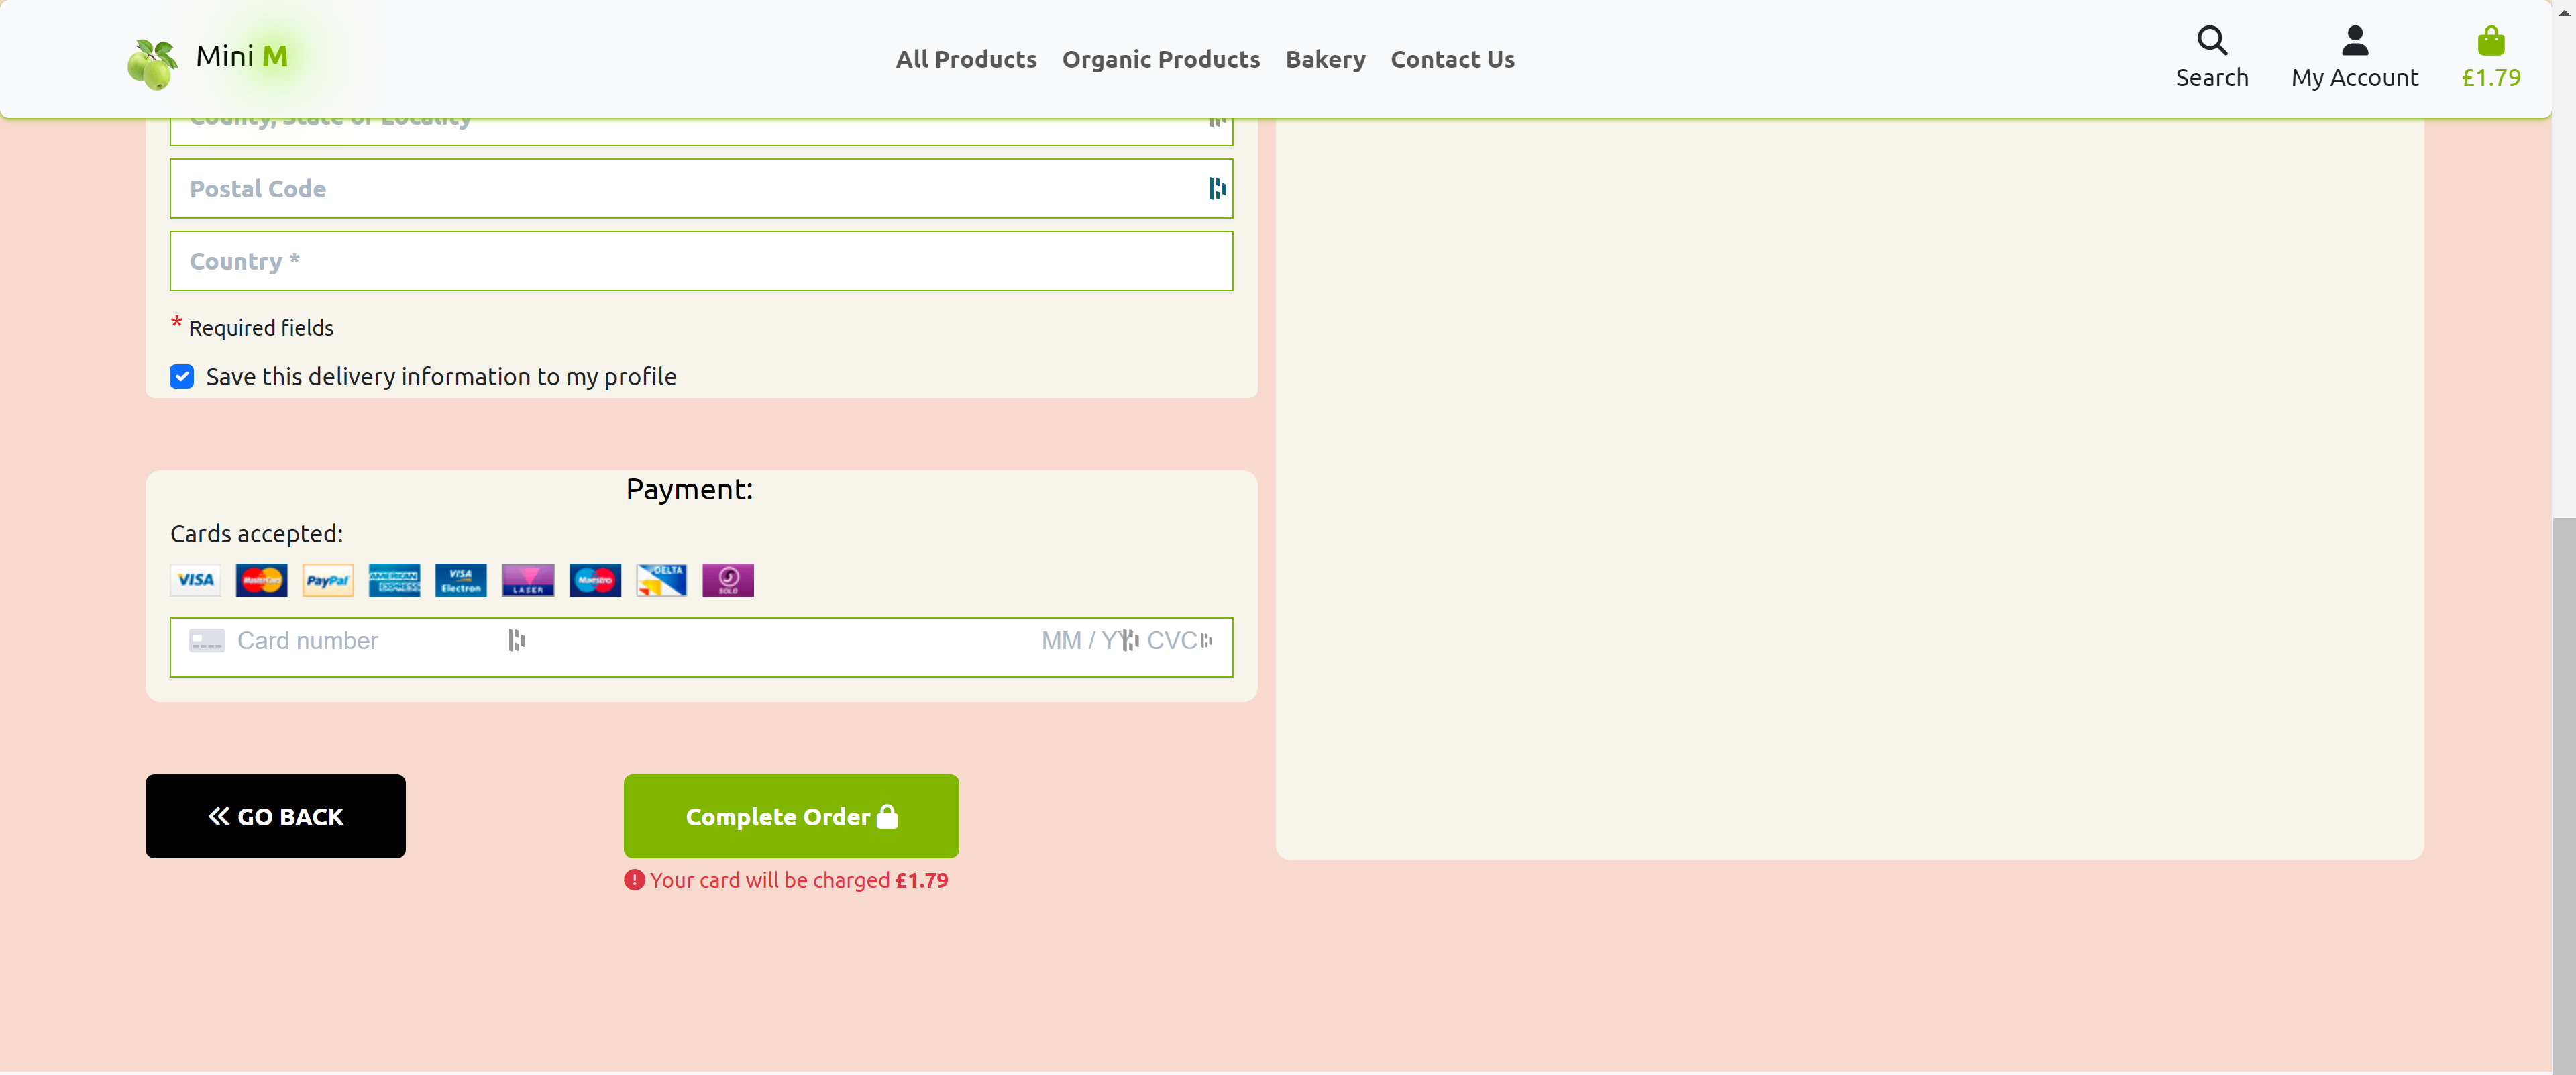 Mini M
All Products Organic Products Bakery Contact Us
Search My Account £1.79
County, State or Locality
Postal Code
Country *
* Required fields
Save this delivery information to my profile
Payment:
Cards accepted:
VISA MasterCard PayPal AMERICAN EXPRESS VISA Electron LASER Maestro DELTA SOLO
Card number MM / YY CVC
GO BACK
Complete Order
Your card will be charged £1.79